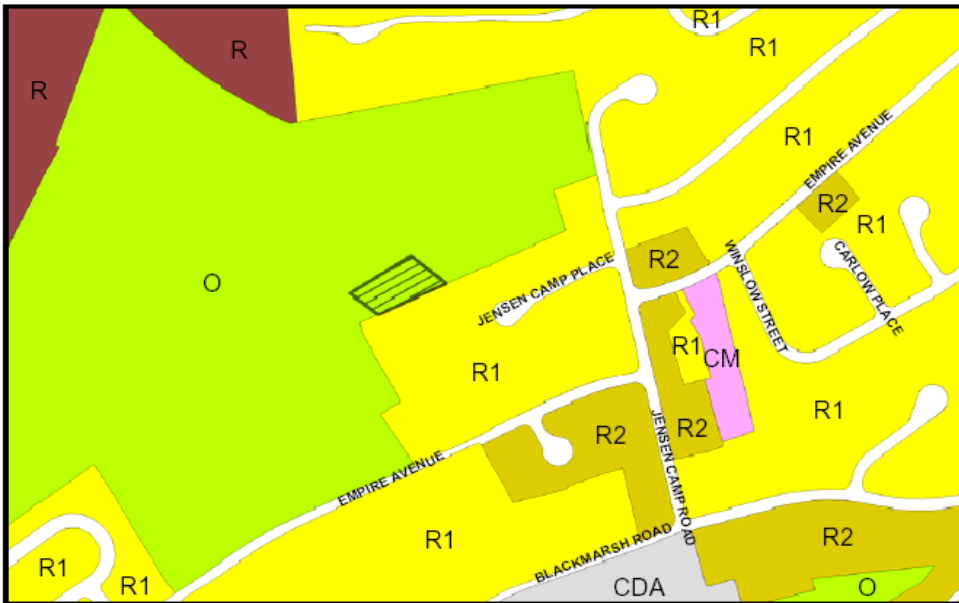 R1
R
R1
R
R1
EMPIRE AVENUE
R2
R1
R2
O
JENSEN CAMP PLACE
WINSLOW STREET
CARLOW PLACE
R1
CM
R1
R1
R2
R2
JENSEN CAMP ROAD
EMPIRE AVENUE
R1
BLACKMARSH ROAD
R2
R1
R1
CDA
O